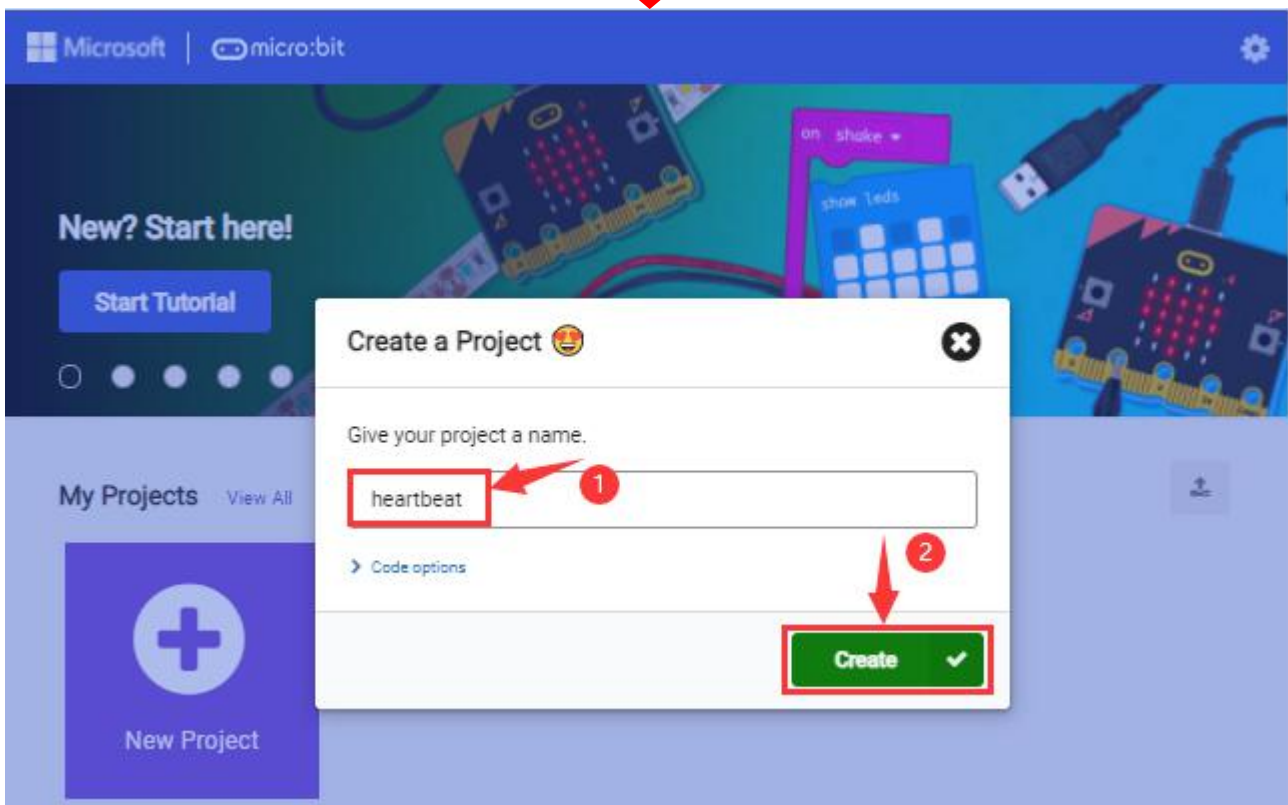 Microsoft micro:bit
on shake
show leds
New? Start here!
Start Tutorial
Create a Project
Give your project a name.
heartbeat
1
Code options
2
Create
My Projects View All
New Project